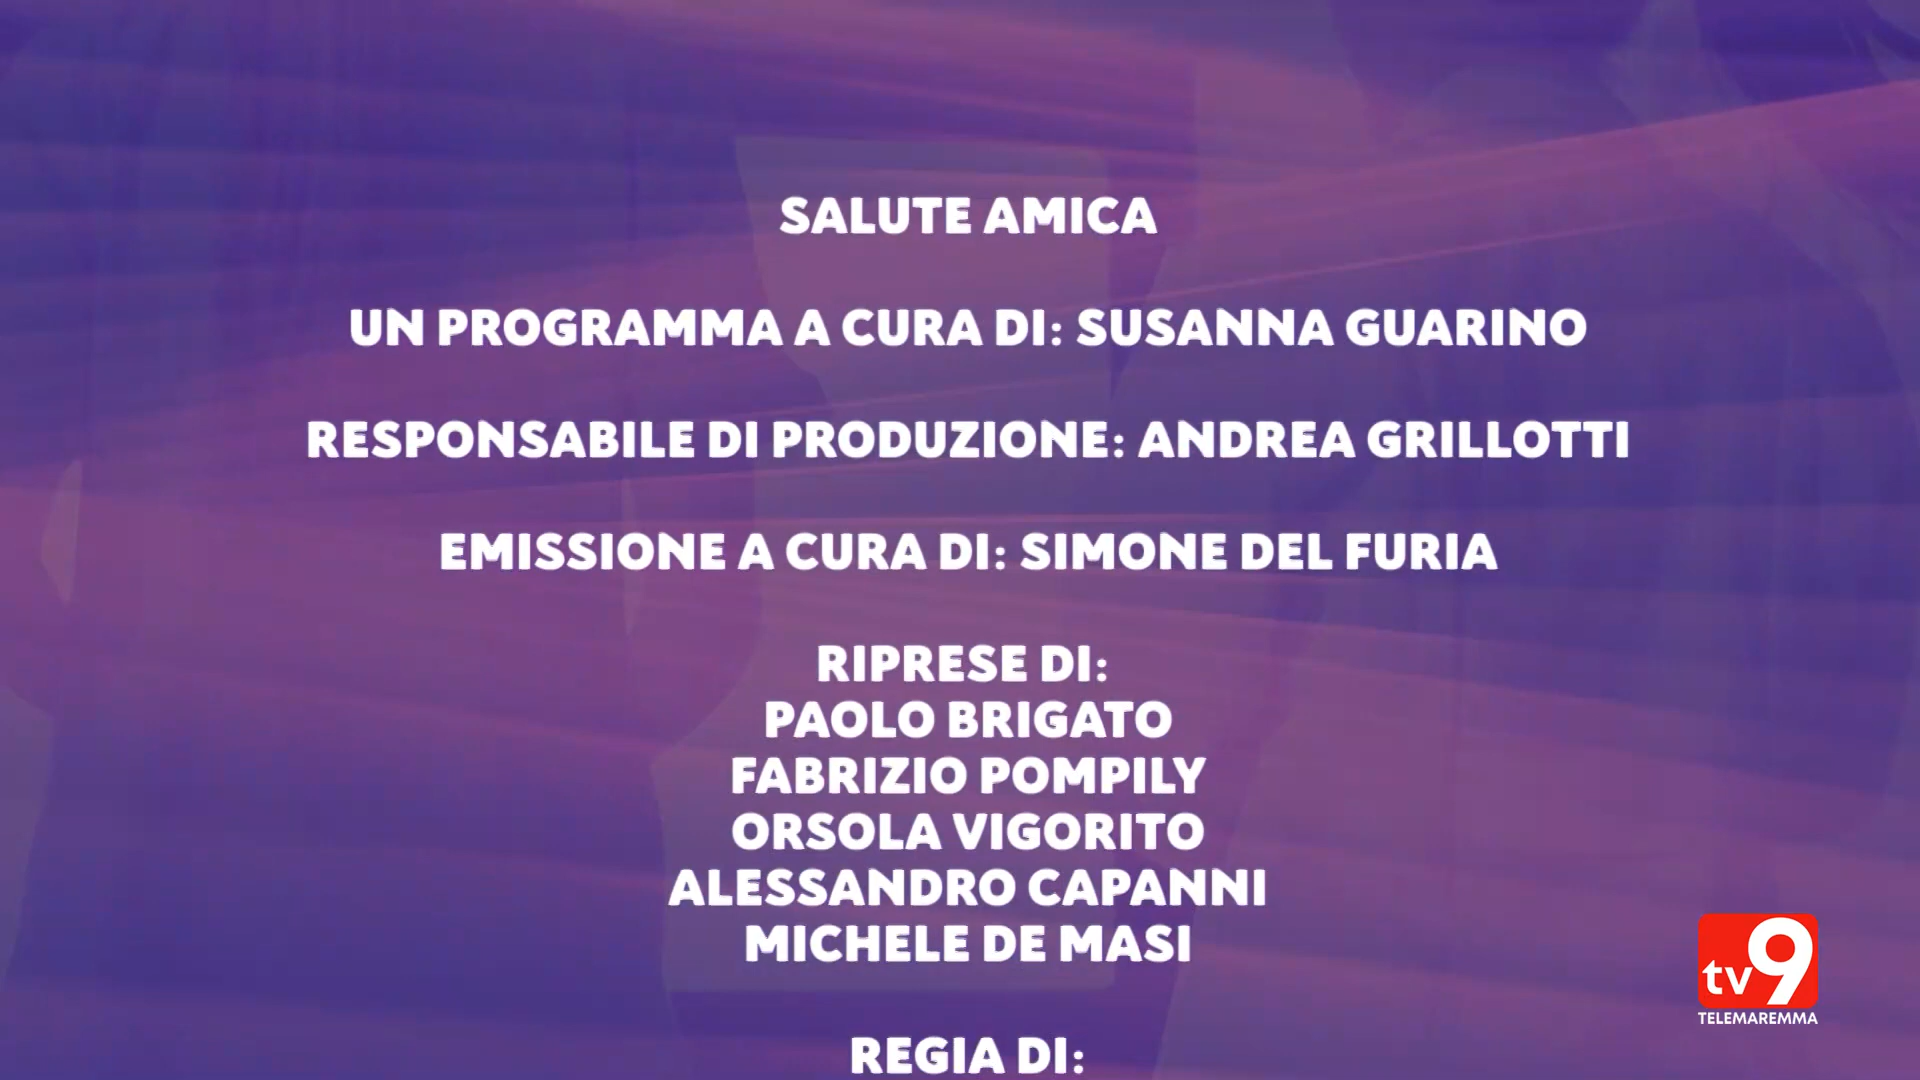 SALUTE AMICA
UN PROGRAMMA A CURA DI: SUSANNA GUARINO
RESPONSABILE DI PRODUZIONE: ANDREA GRILLOTTI
EMISSIONE A CURA DI: SIMONE DEL FURIA
RIPRESE DI:
PAOLO BRIGATO
FABRIZIO POMPILY
ORSOLA VIGORITO
ALESSANDRO CAPANNI
MICHELE DE MASI
REGIA DI:
tv9
TELEMAREMMA